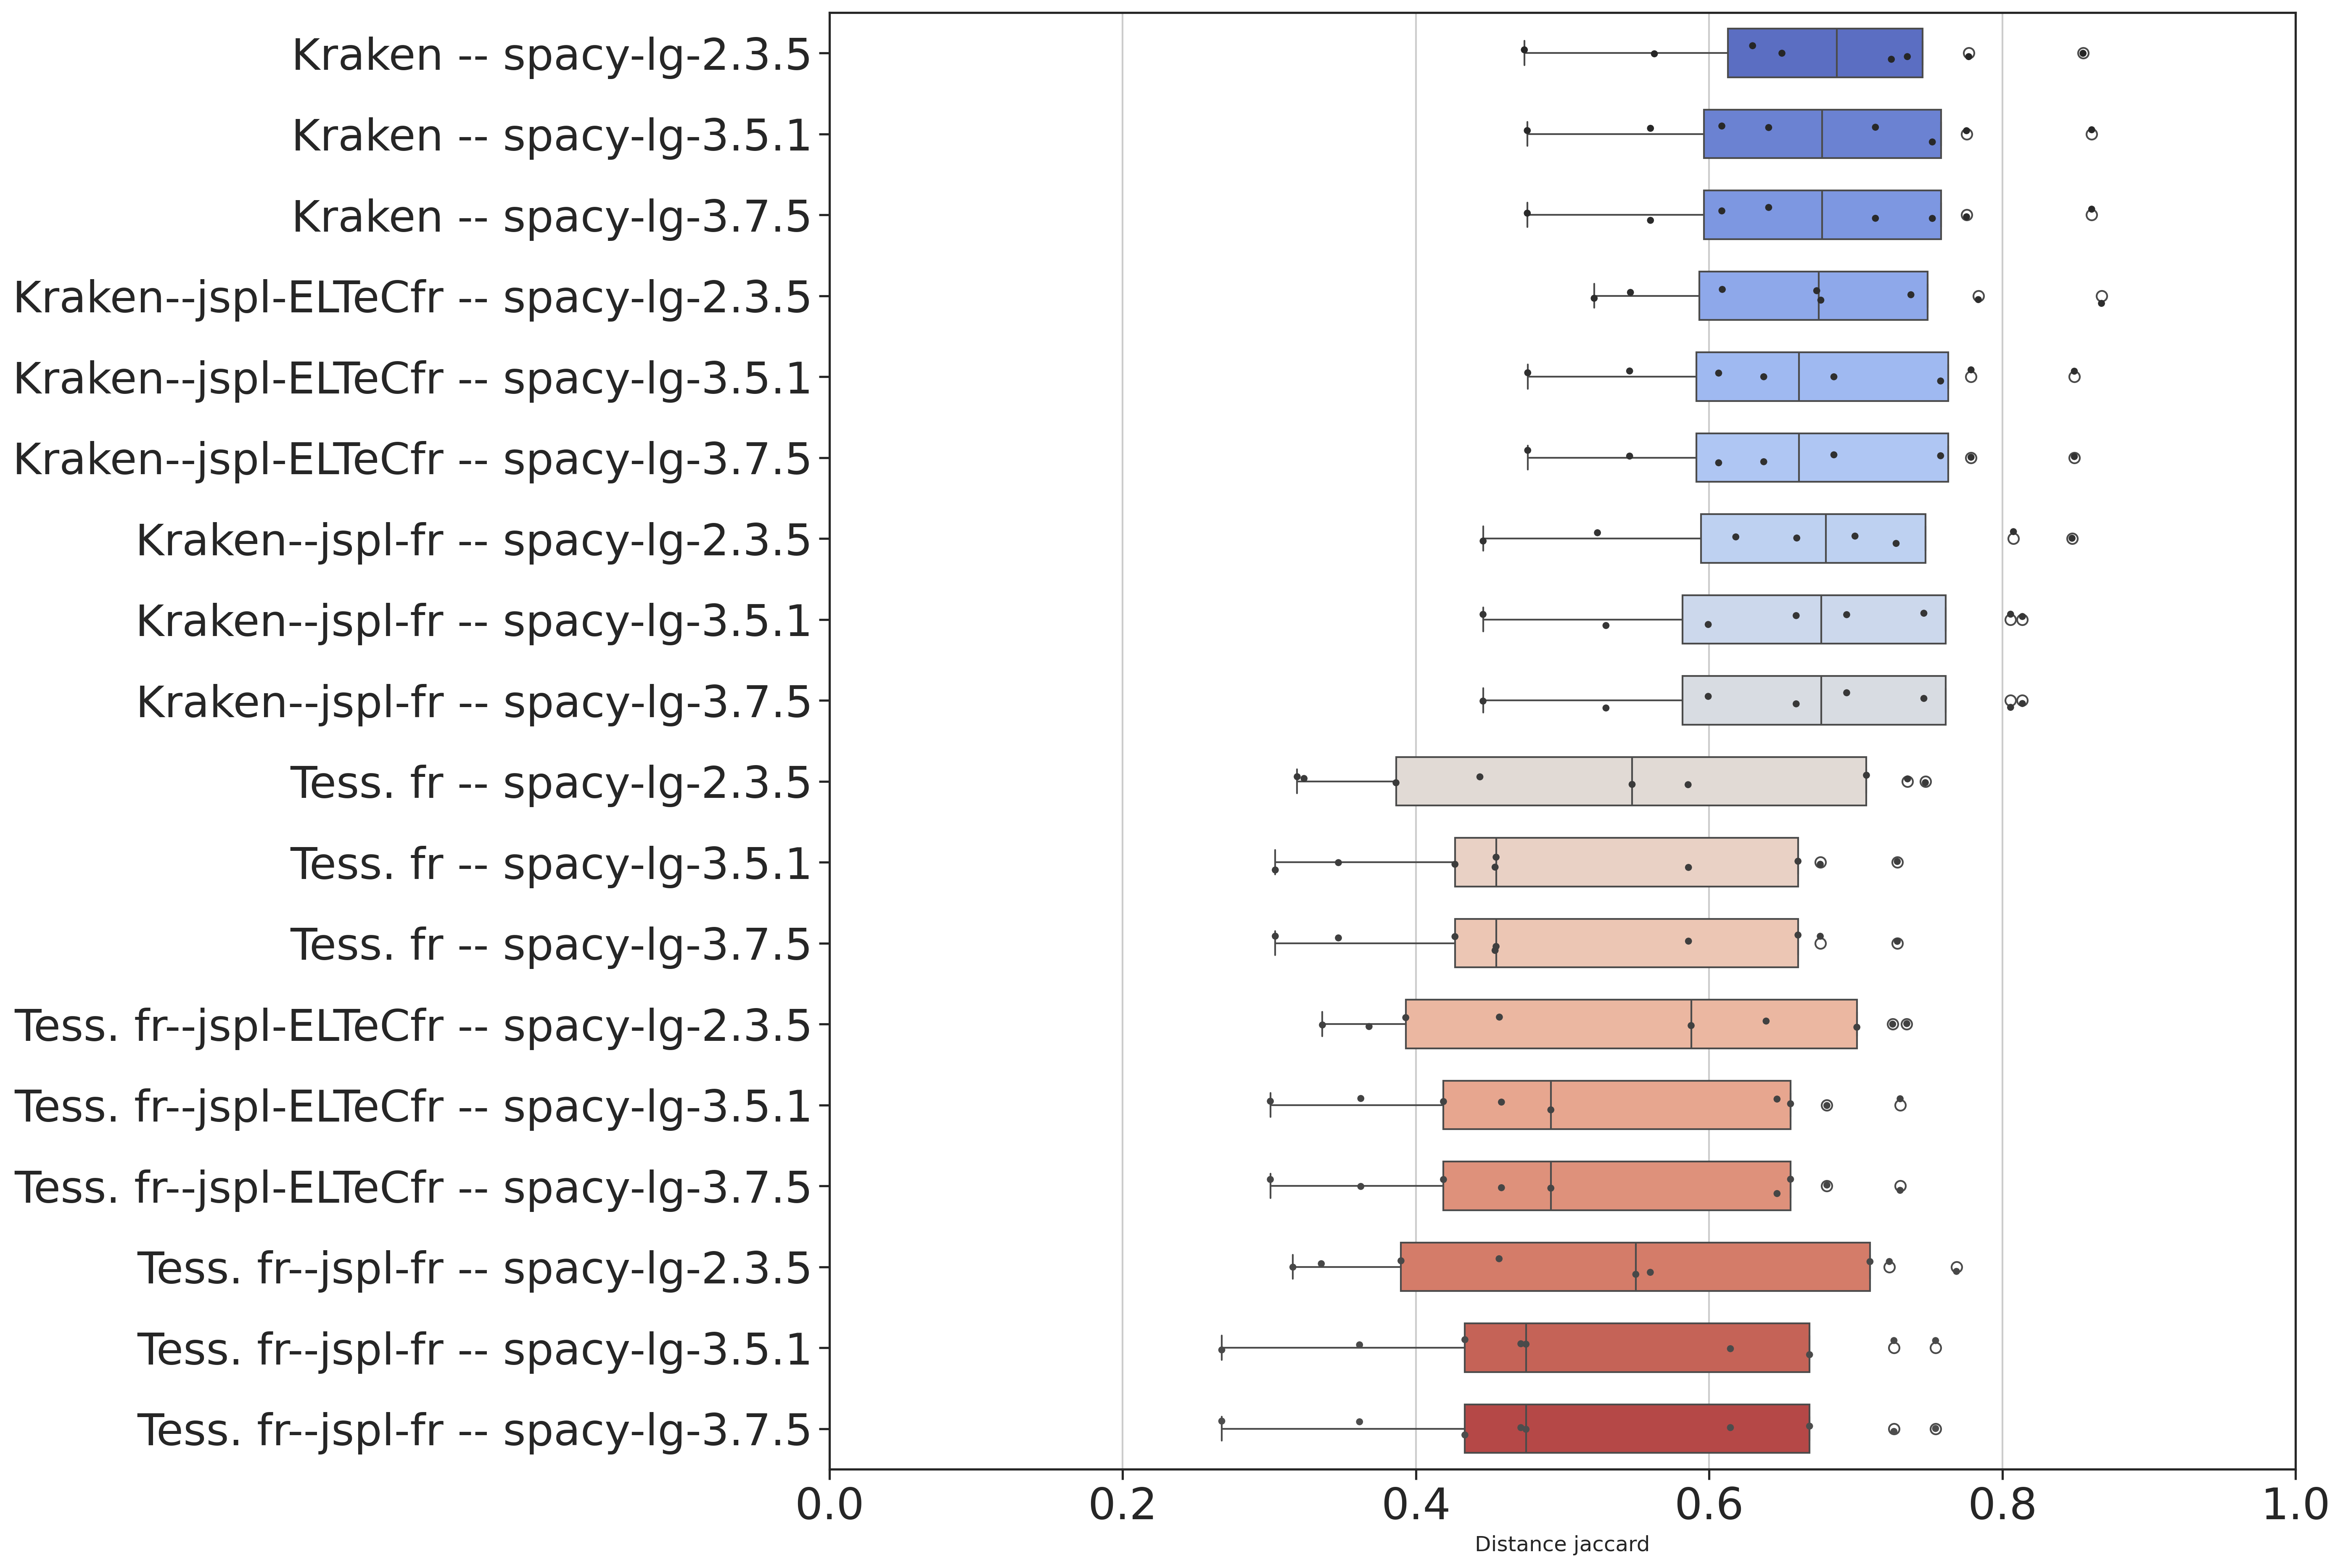 Kraken -- spacy-lg-2.3.5
Kraken -- spacy-lg-3.5.1
Kraken -- spacy-lg-3.7.5
Kraken--jspl-ELTeCfr -- spacy-lg-2.3.5
Kraken--jspl-ELTeCfr -- spacy-lg-3.5.1
Kraken--jspl-ELTeCfr -- spacy-lg-3.7.5
Kraken--jspl-fr -- spacy-lg-2.3.5
Kraken--jspl-fr -- spacy-lg-3.5.1
Kraken--jspl-fr -- spacy-lg-3.7.5
Tess. fr -- spacy-lg-2.3.5
Tess. fr -- spacy-lg-3.5.1
Tess. fr -- spacy-lg-3.7.5
Tess. fr--jspl-ELTeCfr -- spacy-lg-2.3.5
Tess. fr--jspl-ELTeCfr -- spacy-lg-3.5.1
Tess. fr--jspl-ELTeCfr -- spacy-lg-3.7.5
Tess. fr--jspl-fr -- spacy-lg-2.3.5
Tess. fr--jspl-fr -- spacy-lg-3.5.1
Tess. fr--jspl-fr -- spacy-lg-3.7.5
0.0 0.2 0.4 0.6 0.8 1.0
Distance jaccard